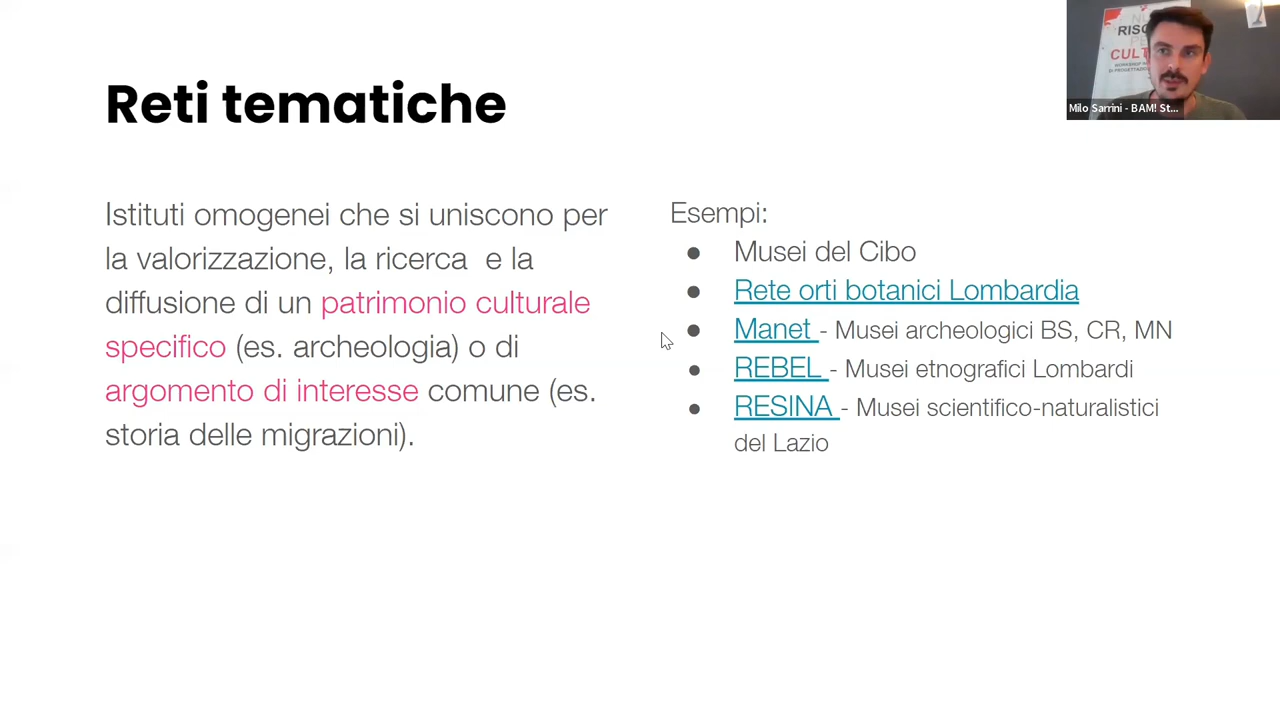 Reti tematiche
Istituti omogenei che si uniscono per
la valorizzazione, la ricerca e la
diffusione di un patrimonio culturale
specifico (es. archeologia) o di
argomento di interesse comune (es.
storia delle migrazioni).
Esempi:
● Musei del Cibo
● Rete orti botanici Lombardia
● Manet - Musei archeologici BS, CR, MN
● REBEL - Musei etnografici Lombardi
● RESINA - Musei scientifico-naturalistici
del Lazio
Milo Sarrini - BAM! St...